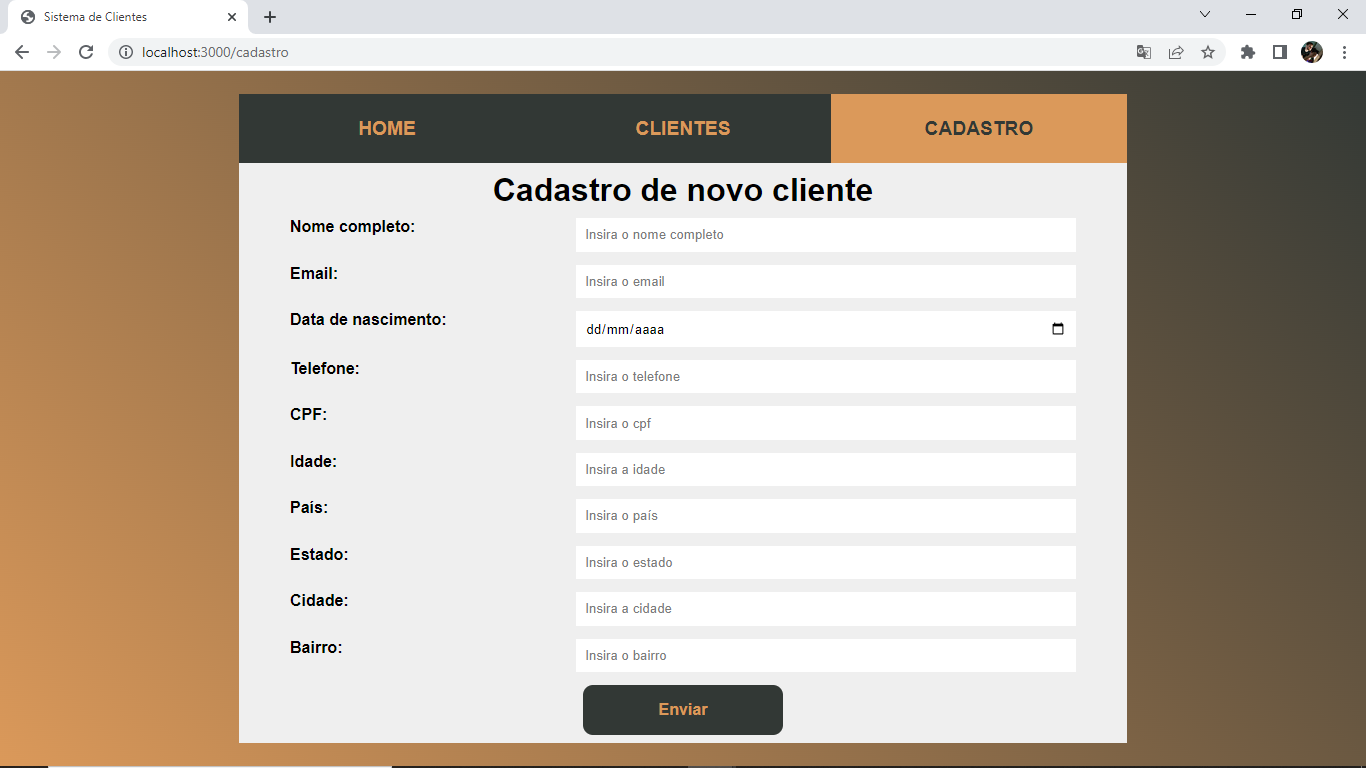 Sistema de Clientes
localhost:3000/cadastro
HOME CLIENTES CADASTRO
Cadastro de novo cliente
Nome completo: Insira o nome completo
Email: Insira o email
Data de nascimento: dd/mm/aaaa
Telefone: Insira o telefone
CPF: Insira o cpf
Idade: Insira a idade
País: Insira o país
Estado: Insira o estado
Cidade: Insira a cidade
Bairro: Insira o bairro
Enviar